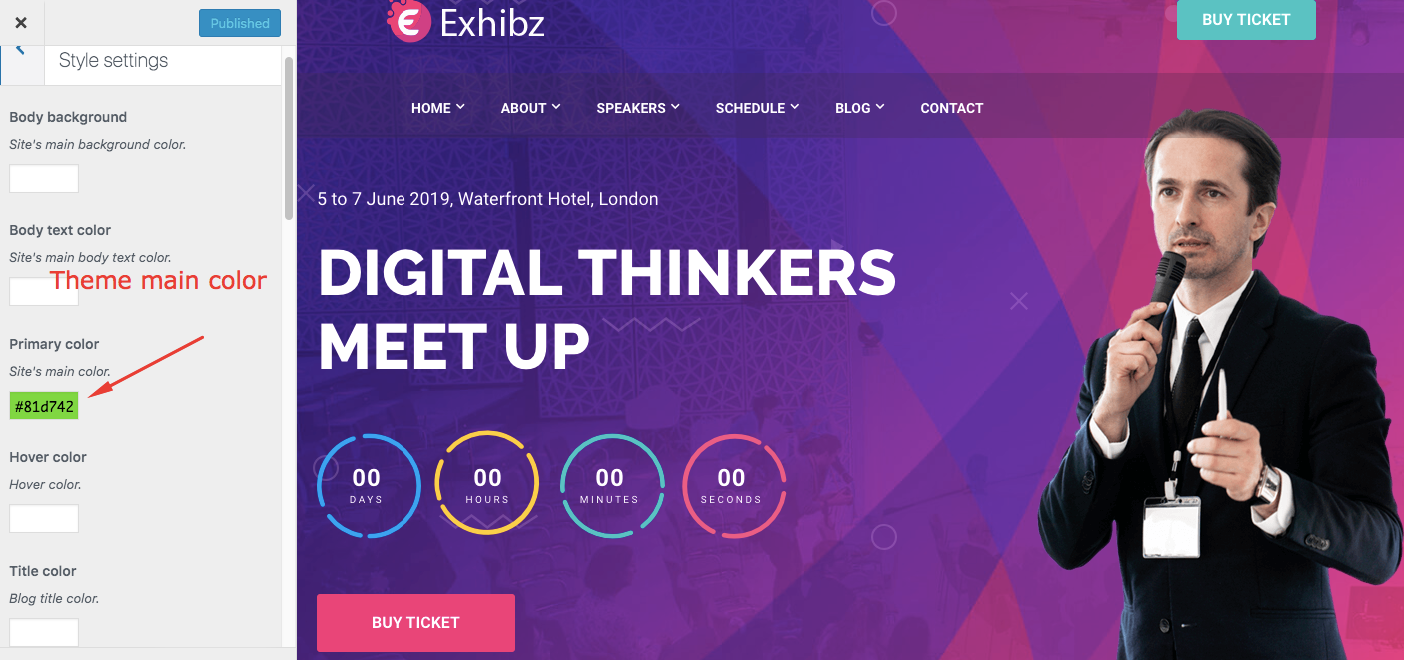 Published
Style settings
Body background
Site's main background color.
Body text color
Site's main body text color.
Theme main color
Primary color
Site's main color.
#81d742
Hover color
Hover color.
Title color
Blog title color.
Exhibz
BUY TICKET
HOME ABOUT SPEAKERS SCHEDULE BLOG CONTACT
5 to 7 June 2019, Waterfront Hotel, London
DIGITAL THINKERS
MEET UP
00 00 00 00
DAYS HOURS MINUTES SECONDS
BUY TICKET